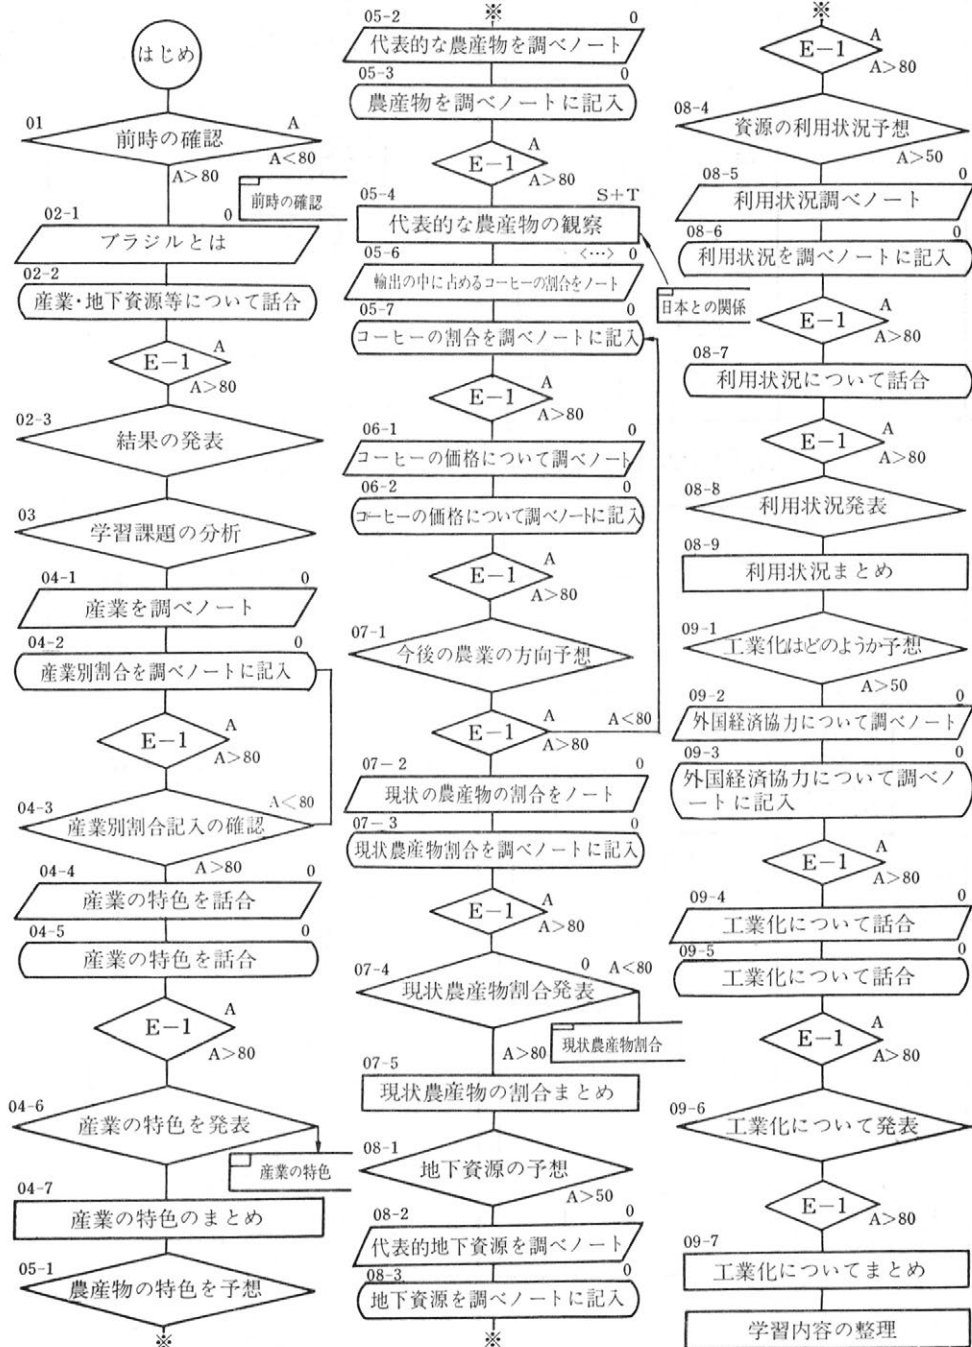 はじめ
01
前時の確認
A
A<80
A>80
前時の確認
02-1
0
ブラジルとは
02-2
0
産業・地下資源等について話合
E-1
A
A>80
02-3
結果の発表
03
学習課題の分析
04-1
0
産業を調べノート
04-2
0
産業別割合を調べノートに記入
E-1
A
A>80
04-3
A<80
産業別割合記入の確認
A>80
04-4
0
産業の特色を話合
04-5
0
産業の特色を話合
E-1
A
A>80
04-6
産業の特色を発表
産業の特色
04-7
産業の特色のまとめ
05-1
農産物の特色を予想
※
※
05-2
0
代表的な農産物を調べノート
05-3
0
農産物を調べノートに記入
E-1
A
A>80
05-4
S+T
代表的な農産物の観察
05-6
<…>
0
輸出の中に占めるコーヒーの割合をノート
日本との関係
05-7
0
コーヒーの割合を調べノートに記入
E-1
A
A>80
06-1
0
コーヒーの価格について調べノート
06-2
0
コーヒーの価格について調べノートに記入
E-1
A
A>80
07-1
今後の農業の方向予想
E-1
A
A<80
A>80
07-2
0
現状の農産物の割合をノート
07-3
0
現状農産物割合を調べノートに記入
E-1
A
A>80
07-4
0
A<80
現状農産物割合発表
A>80
現状農産物割合
07-5
現状農産物の割合まとめ
08-1
地下資源の予想
A>50
08-2
0
代表的地下資源を調べノート
08-3
0
地下資源を調べノートに記入
※
※
E-1
A
A>80
08-4
資源の利用状況予想
A>50
08-5
0
利用状況調べノート
08-6
0
利用状況を調べノートに記入
E-1
A
A>80
08-7
0
利用状況について話合
E-1
A
A>80
08-8
利用状況発表
08-9
利用状況まとめ
09-1
工業化はどのようか予想
A>50
09-2
0
外国経済協力について調べノート
09-3
0
外国経済協力について調べノ
ートに記入
E-1
A
A>80
09-4
0
工業化について話合
09-5
0
工業化について話合
E-1
A
A>80
09-6
工業化について発表
E-1
A
A>80
09-7
工業化についてまとめ
学習内容の整理